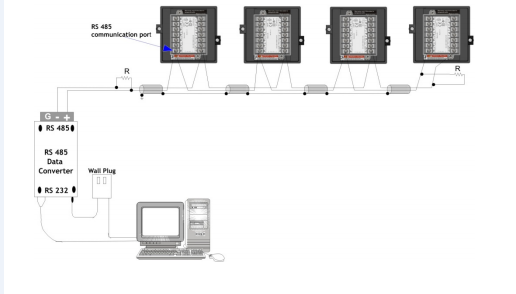 RS 485
communication port
R
R
G - +
RS 485
RS 485
Data
Converter
Wall Plug
RS 232